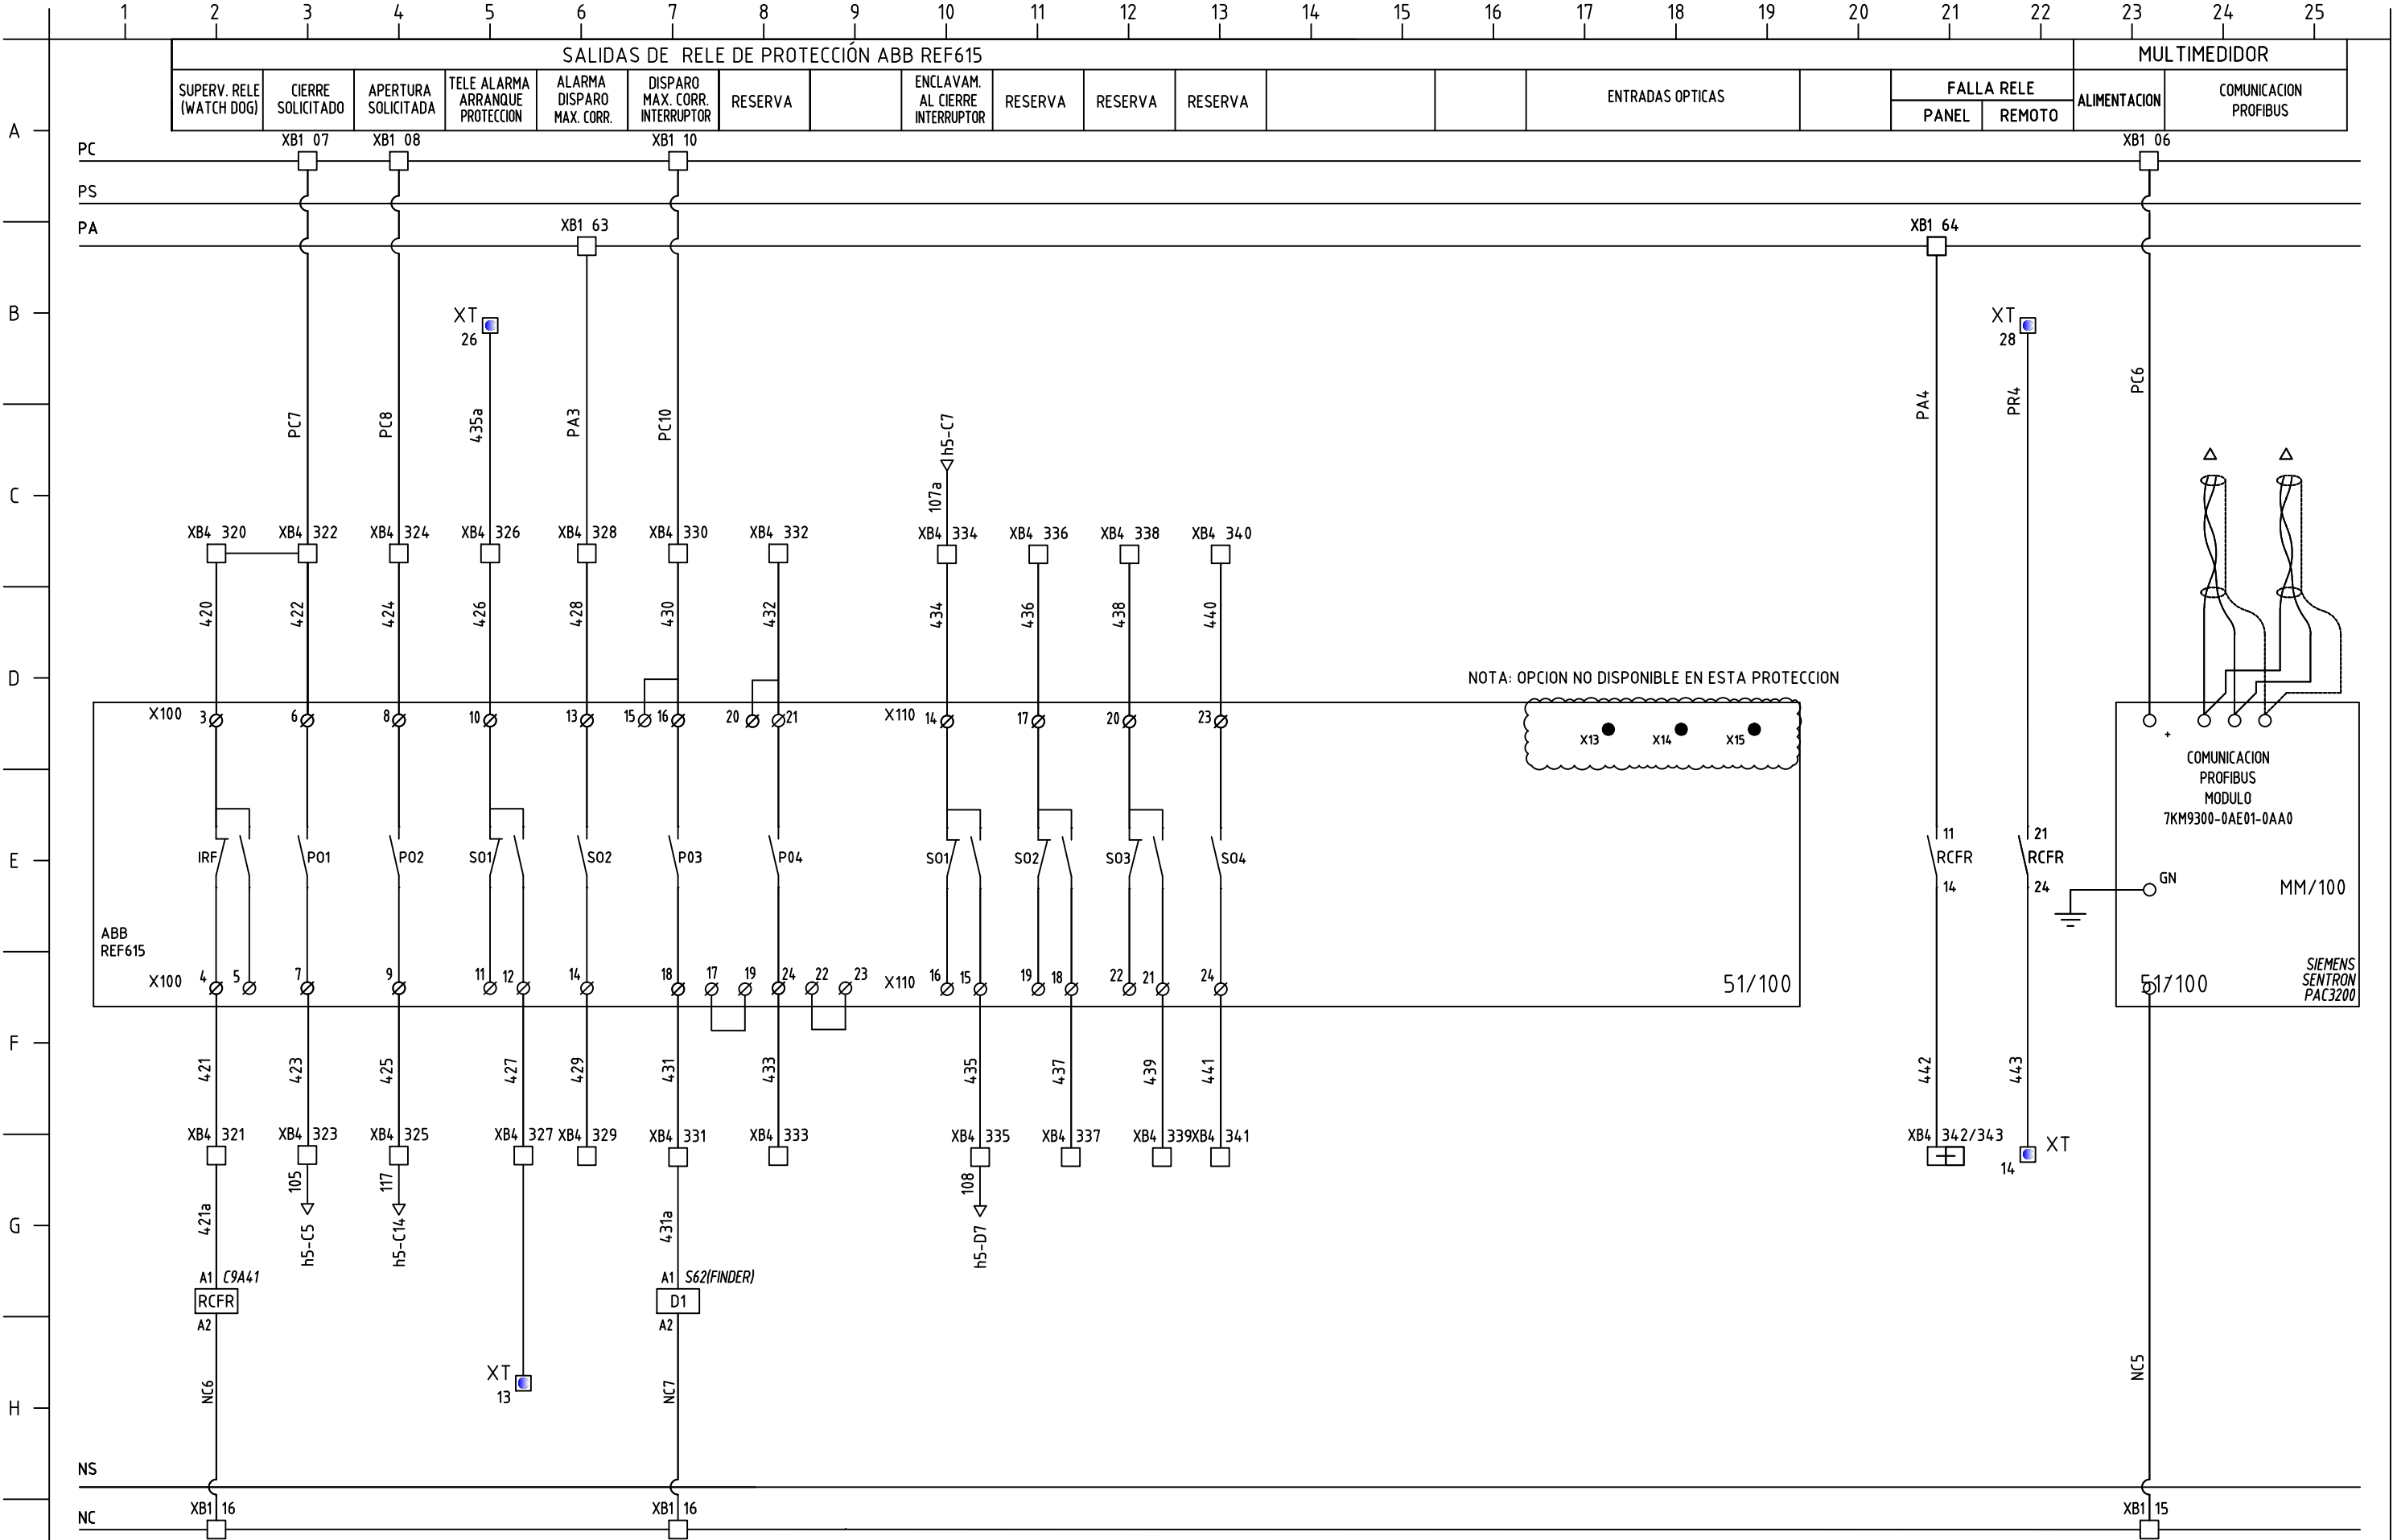 1 2 3 4 5 6 7 8 9 10 11 12 13 14 15 16 17 18 19 20 21 22 23 24 25
SALIDAS DE RELE DE PROTECCIÓN ABB REF615
MULTIMEDIDOR
SUPERV. RELE
(WATCH DOG)
CIERRE
SOLICITADO
APERTURA
SOLICITADA
TELE ALARMA
ARRANQUE
PROTECCION
ALARMA
DISPARO
MAX. CORR.
DISPARO
MAX. CORR.
INTERRUPTOR
RESERVA
ENCLAVAM.
AL CIERRE
INTERRUPTOR
RESERVA
RESERVA
RESERVA
ENTRADAS OPTICAS
FALLA RELE
PANEL
REMOTO
ALIMENTACION
COMUNICACION
PROFIBUS
A
XB1 07
XB1 08
XB1 10
XB1 06
PC
PS
PA
XB1 63
XB1 64
B
XT
26
XT
28
PC7
PC8
435a
PA3
PC10
h5-C7
107a
PA4
PR4
PC6
C
XB4 320
XB4 322
XB4 324
XB4 326
XB4 328
XB4 330
XB4 332
XB4 334
XB4 336
XB4 338
XB4 340
420
422
424
426
428
430
432
434
436
438
440
D
NOTA: OPCION NO DISPONIBLE EN ESTA PROTECCION
X100
3
6
8
10
13
15
16
20
21
X110
14
17
20
23
X13
X14
X15
+
COMUNICACION
PROFIBUS
MODULO
7KM9300-0AE01-0AA0
E
IRF
PO1
PO2
SO1
SO2
PO3
PO4
SO1
SO2
SO3
SO4
11
RCFR
14
21
RCFR
24
GN
MM/100
ABB
REF615
X100
4
5
7
9
11
12
14
18
17
19
24
22
23
X110
16
15
19
18
22
21
24
51/100
51/100
SIEMENS
SENTRON
PAC3200
F
421
423
425
427
429
431
433
435
437
439
441
442
443
XB4 321
XB4 323
XB4 325
XB4 327
XB4 329
XB4 331
XB4 333
XB4 335
XB4 337
XB4 339
XB4 341
XB4 342/343
XT
14
105
117
108
G
421a
h5-C5
h5-C14
431a
h5-D7
A1 C9A41
RCFR
A2
A1 S62(FINDER)
D1
A2
XT
13
NC6
NC7
NC5
H
NS
NC
XB1 16
XB1 16
XB1 15